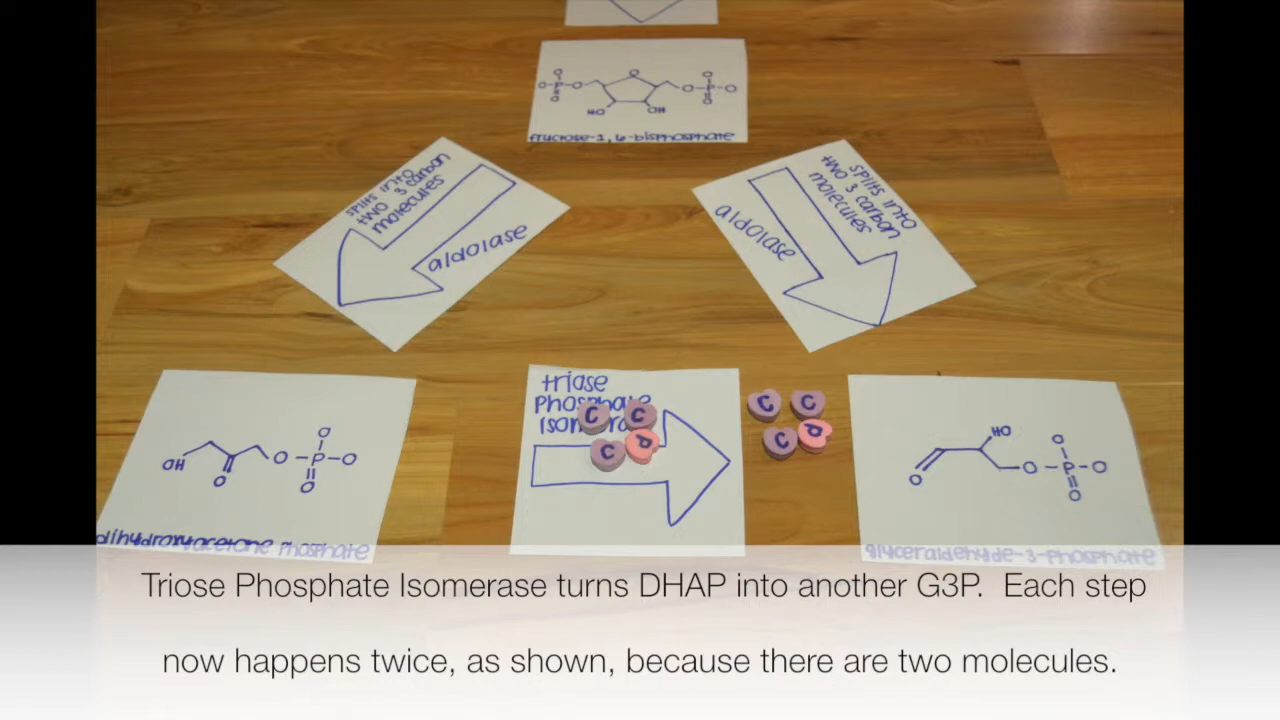 O O
O-P-O O O-P-O
O O
HO OH
fructose-1,6-bisphosphate
splits into
two 3 carbon
molecules
aldolase
splits into
two 3 carbon
molecules
aldolase
triose
Phosphate
C C
C P
C C
C P
OH O O-P-O
O O
dihydroxyacetone Phosphate
HO O
O O-P-O
O
glyceraldehyde-3-Phosphate
Triose Phosphate Isomerase turns DHAP into another G3P. Each step
now happens twice, as shown, because there are two molecules.